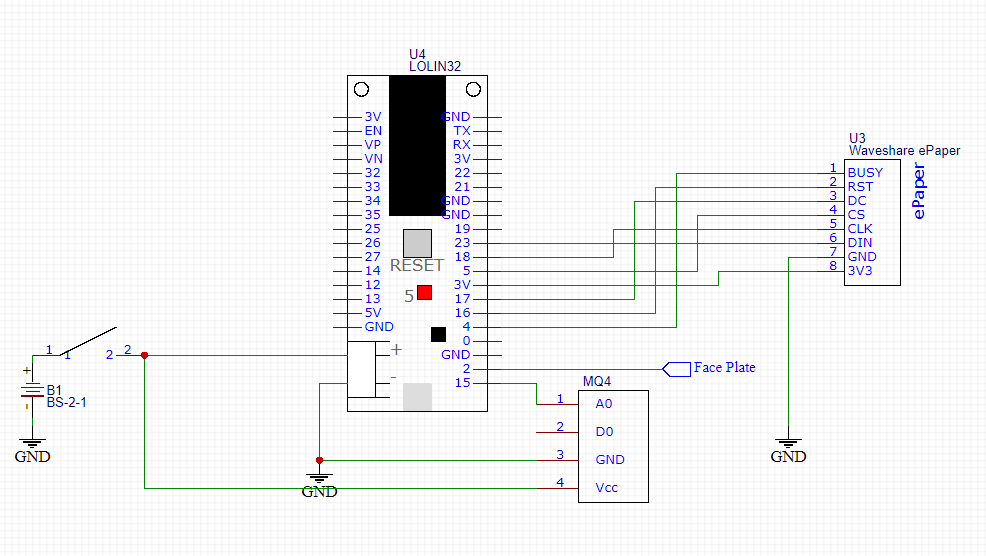 U4
LOLIN32
3V GND
EN TX
VP RX
VN 3V
32 22
33 21
34 GND
35 GND
25 19
26 23
27 18
RESET
14 5
12 3V
13 17
5
5V 16
GND 4
0
+ GND
- 2
15
Face Plate
U3
Waveshare ePaper
1 BUSY
2 RST
3 DC
4 CS
5 CLK
6 DIN
7 GND
8 3V3
ePaper
GND
1 1 2 2
+
B1
BS-2-1
-
GND
MQ4
1 A0
2 D0
3 GND
4 Vcc
GND